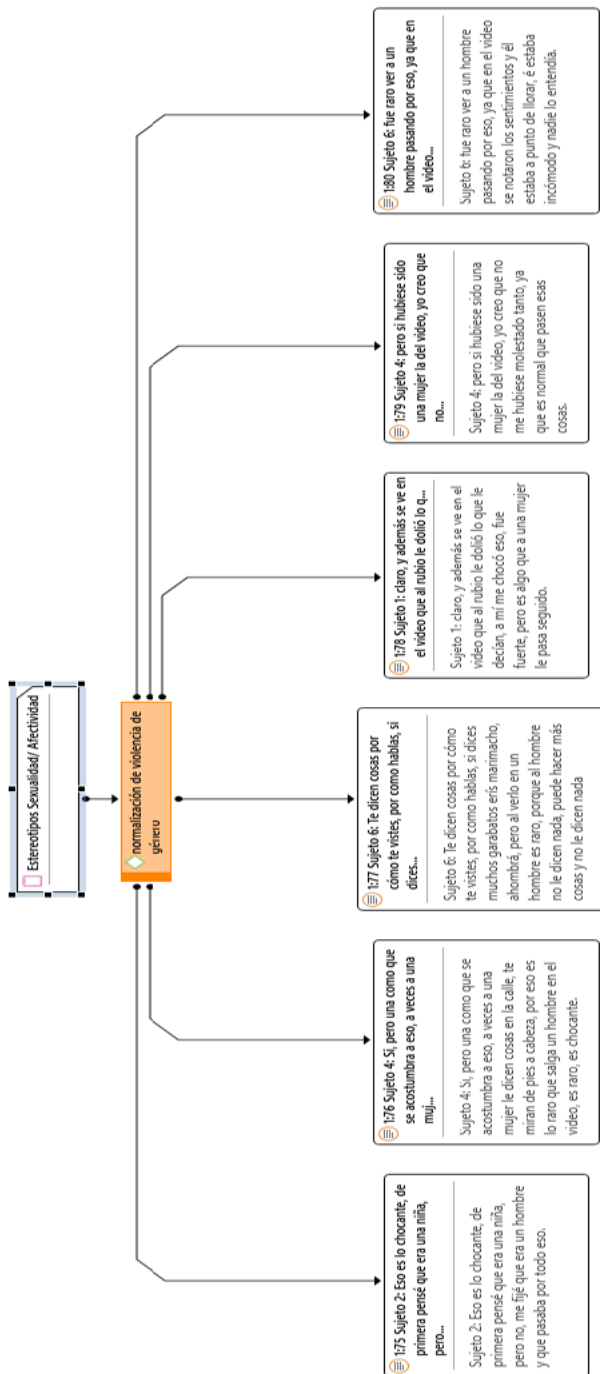 Estereotipos Sexualidad/ Afectividad
normalización de violencia de
género
1:75 Sujeto 2: Eso es lo chocante, de
primera pensé que era una niña,
pero...
Sujeto 2: Eso es lo chocante, de
primera pensé que era una niña,
pero no, me fijé que era un hombre
y que pasaba por todo eso.
1:76 Sujeto 4: Si, pero una como que
se acostumbra a eso, a veces a una
muj...
Sujeto 4: Si, pero una como que se
acostumbra a eso, a veces a una
mujer le dicen cosas en la calle, te
miran de pies a cabeza, por eso es
lo raro que salga un hombre en el
video, es raro, es chocante.
1:77 Sujeto 6: Te dicen cosas por
cómo te vistes, por como hablas, si
dices...
Sujeto 6: Te dicen cosas por cómo
te vistes, por como hablas, si dices
muchos garabatos erís marimacho,
ahombrá, pero al verlo en un
hombre es raro, porque al hombre
no le dicen nada, puede hacer más
cosas y no le dicen nada
1:78 Sujeto 1: claro, y además se ve en
el video que al rubio le dolió lo q...
Sujeto 1: claro, y además se ve en el
video que al rubio le dolió lo que le
decían, a mí me chocó eso, fue
fuerte, pero es algo que a una mujer
le pasa seguido.
1:79 Sujeto 4: pero si hubiese sido
una mujer la del video, yo creo que
no...
Sujeto 4: pero si hubiese sido una
mujer la del video, yo creo que no
me hubiese molestado tanto, ya
que es normal que pasen esas
cosas.
1:80 Sujeto 6: fue raro ver a un
hombre pasando por eso, ya que en
el video...
Sujeto 6: fue raro ver a un hombre
pasando por eso, ya que en el video
se notaron los sentimientos y él
estaba a punto de llorar, é estaba
incómodo y nadie lo entendía.